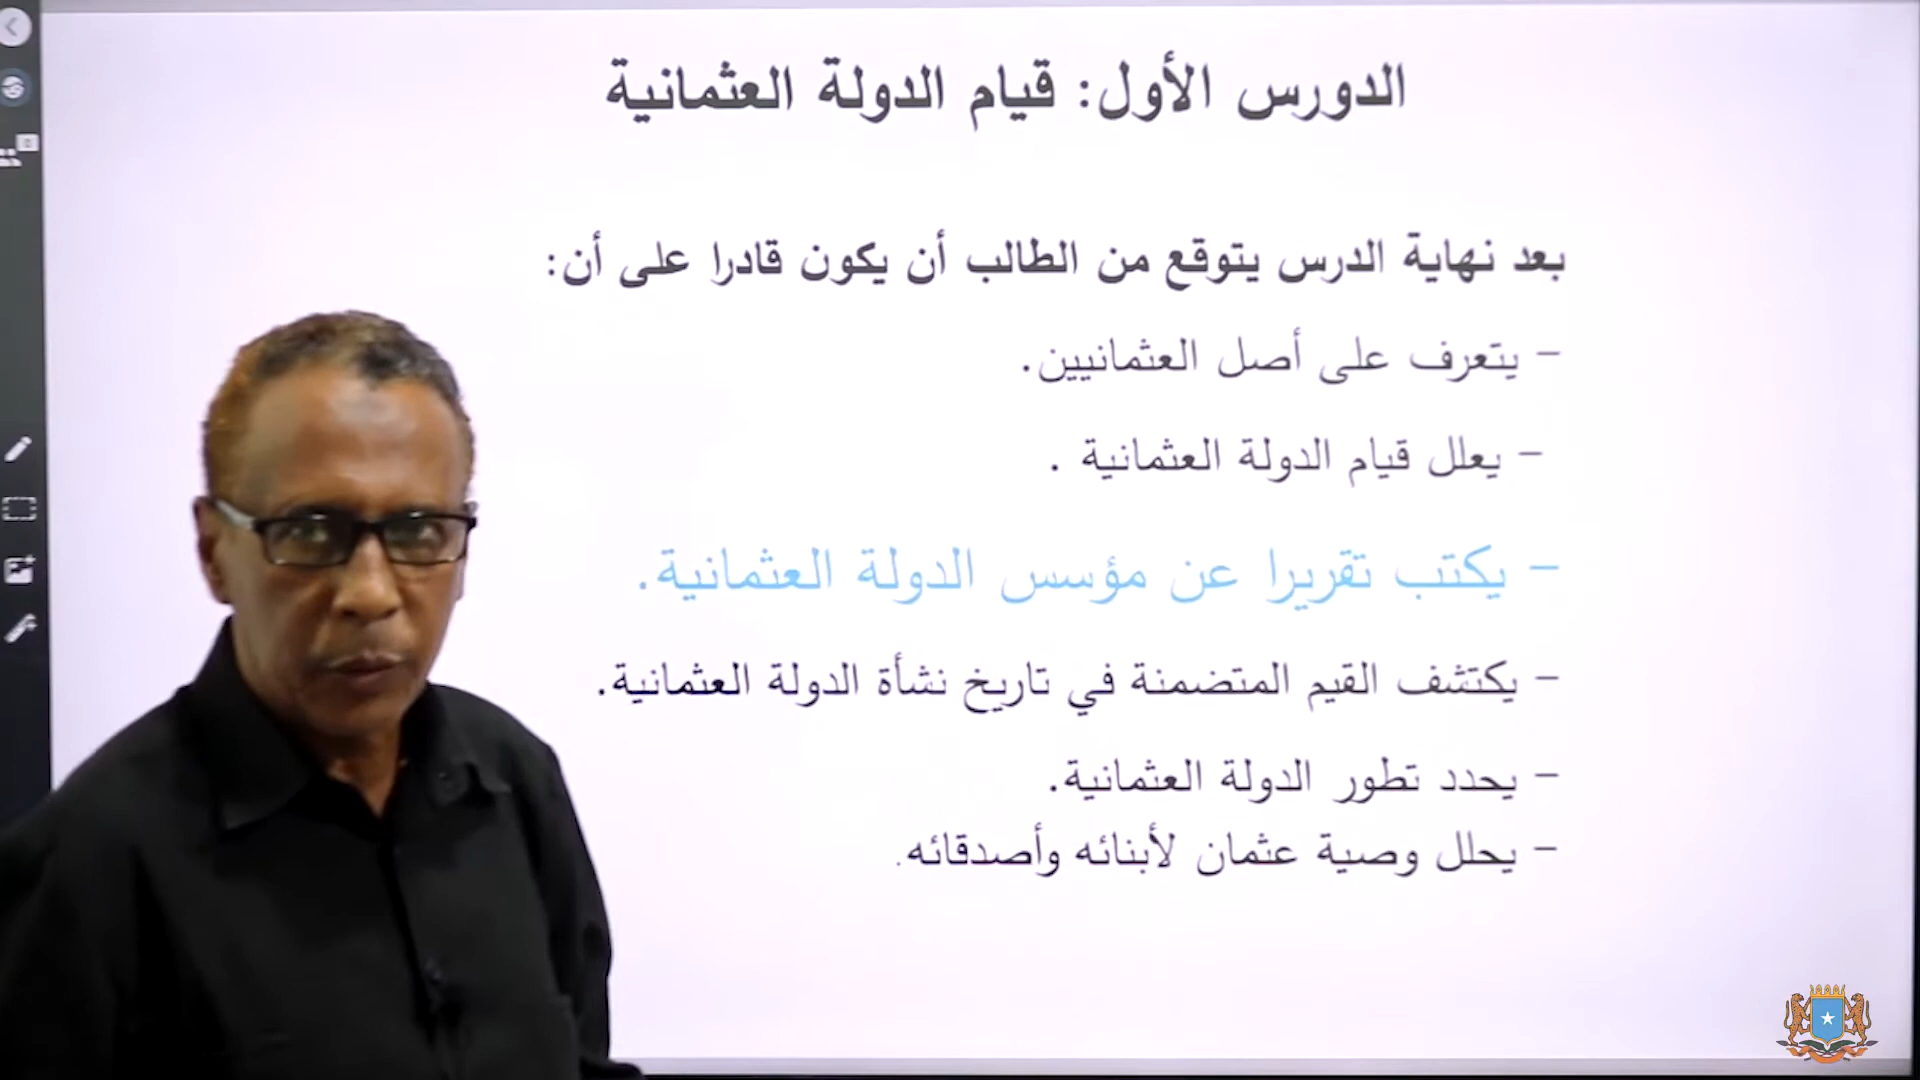 الدورس الأول: قيام الدولة العثمانية
بعد نهاية الدرس يتوقع من الطالب أن يكون قادرا على أن:
– يتعرف على أصل العثمانيين.
– يعلل قيام الدولة العثمانية .
– يكتب تقريرا عن مؤسس الدولة العثمانية.
– يكتشف القيم المتضمنة في تاريخ نشأة الدولة العثمانية.
– يحدد تطور الدولة العثمانية.
– يحلل وصية عثمان لأبنائه وأصدقائه.